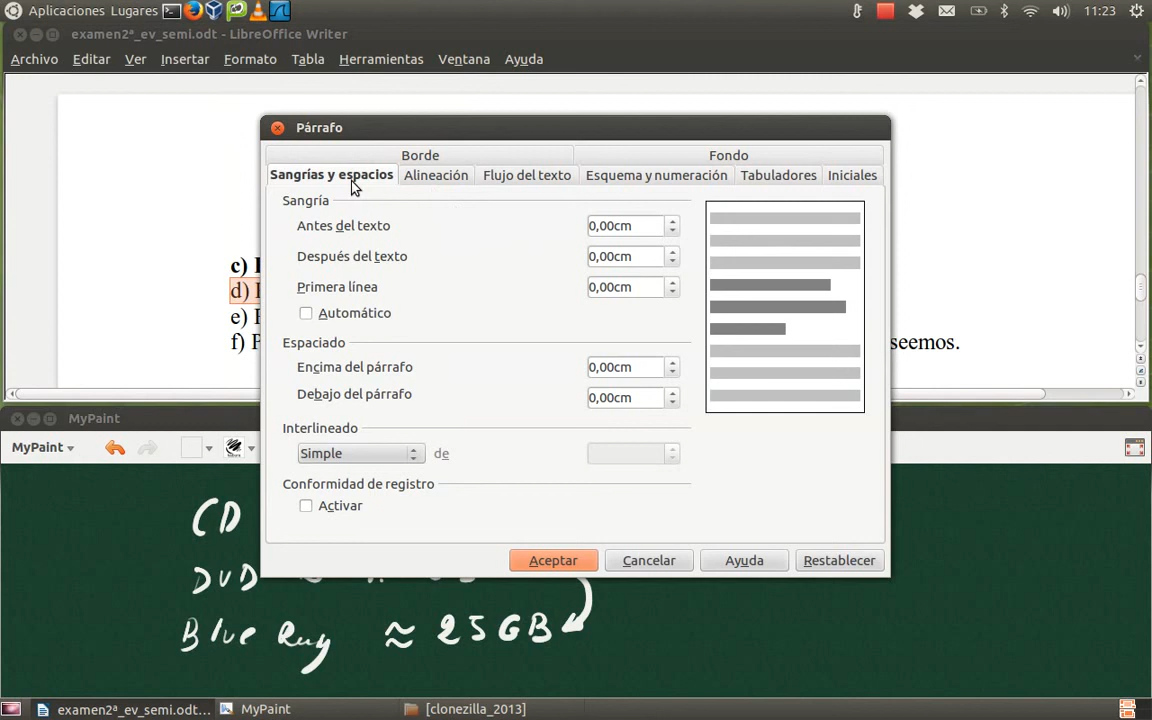 Aplicaciones Lugares 11:23
examen2ª_ev_semi.odt - LibreOffice Writer
Archivo Editar Ver Insertar Formato Tabla Herramientas Ventana Ayuda
Párrafo
Borde Fondo
Sangrías y espacios Alineación Flujo del texto Esquema y numeración Tabuladores Iniciales
Sangría
Antes del texto 0,00cm
Después del texto 0,00cm
Primera línea 0,00cm
Automático
Espaciado
Encima del párrafo 0,00cm
Debajo del párrafo 0,00cm
Interlineado
Simple de
Conformidad de registro
Activar
Aceptar Cancelar Ayuda Restablecer
c)
d)
e)
f) seemos.
MyPaint
MyPaint
CD
DVD
Blue Ray ≈ 25GB
examen2ª_ev_semi.odt... MyPaint [clonezilla_2013]